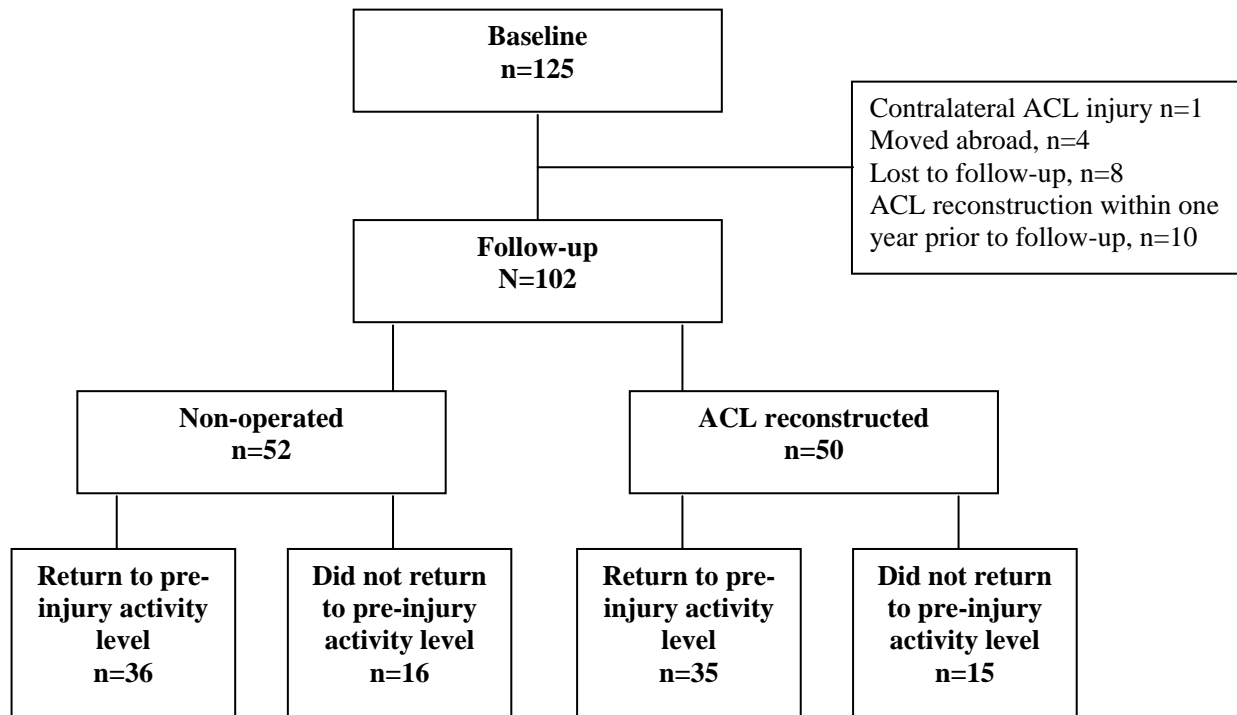 Baseline
n=125
Contralateral ACL injury n=1
Moved abroad, n=4
Lost to follow-up, n=8
ACL reconstruction within one
year prior to follow-up, n=10
Follow-up
N=102
Non-operated
n=52
ACL reconstructed
n=50
Return to pre-
injury activity
level
n=36
Did not return
to pre-injury
activity level
n=16
Return to pre-
injury activity
level
n=35
Did not return
to pre-injury
activity level
n=15